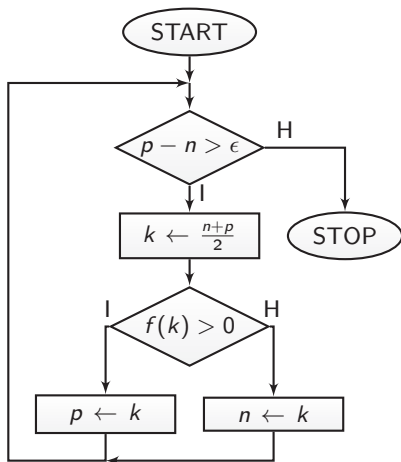 START
p − n > ϵ
H
I
k ← n+p/2
STOP
I
f(k) > 0
H
p ← k
n ← k